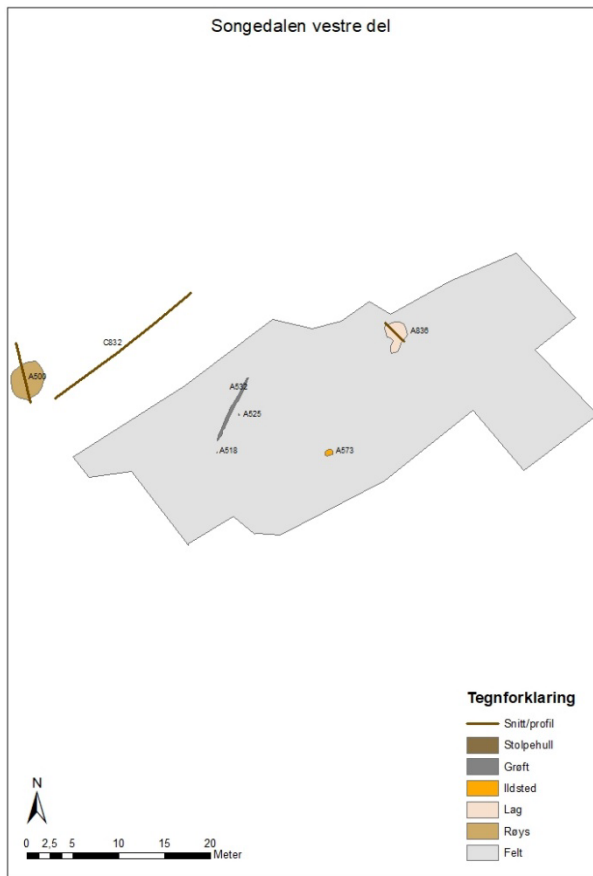 Songedalen vestre del
C832
A500
A836
A532
A525
A518
A573
Tegnforklaring
Snitt/profil
Stolpehull
Grøft
Ildsted
Lag
Røys
Felt
N
0 2,5 5 10 15 20
Meter